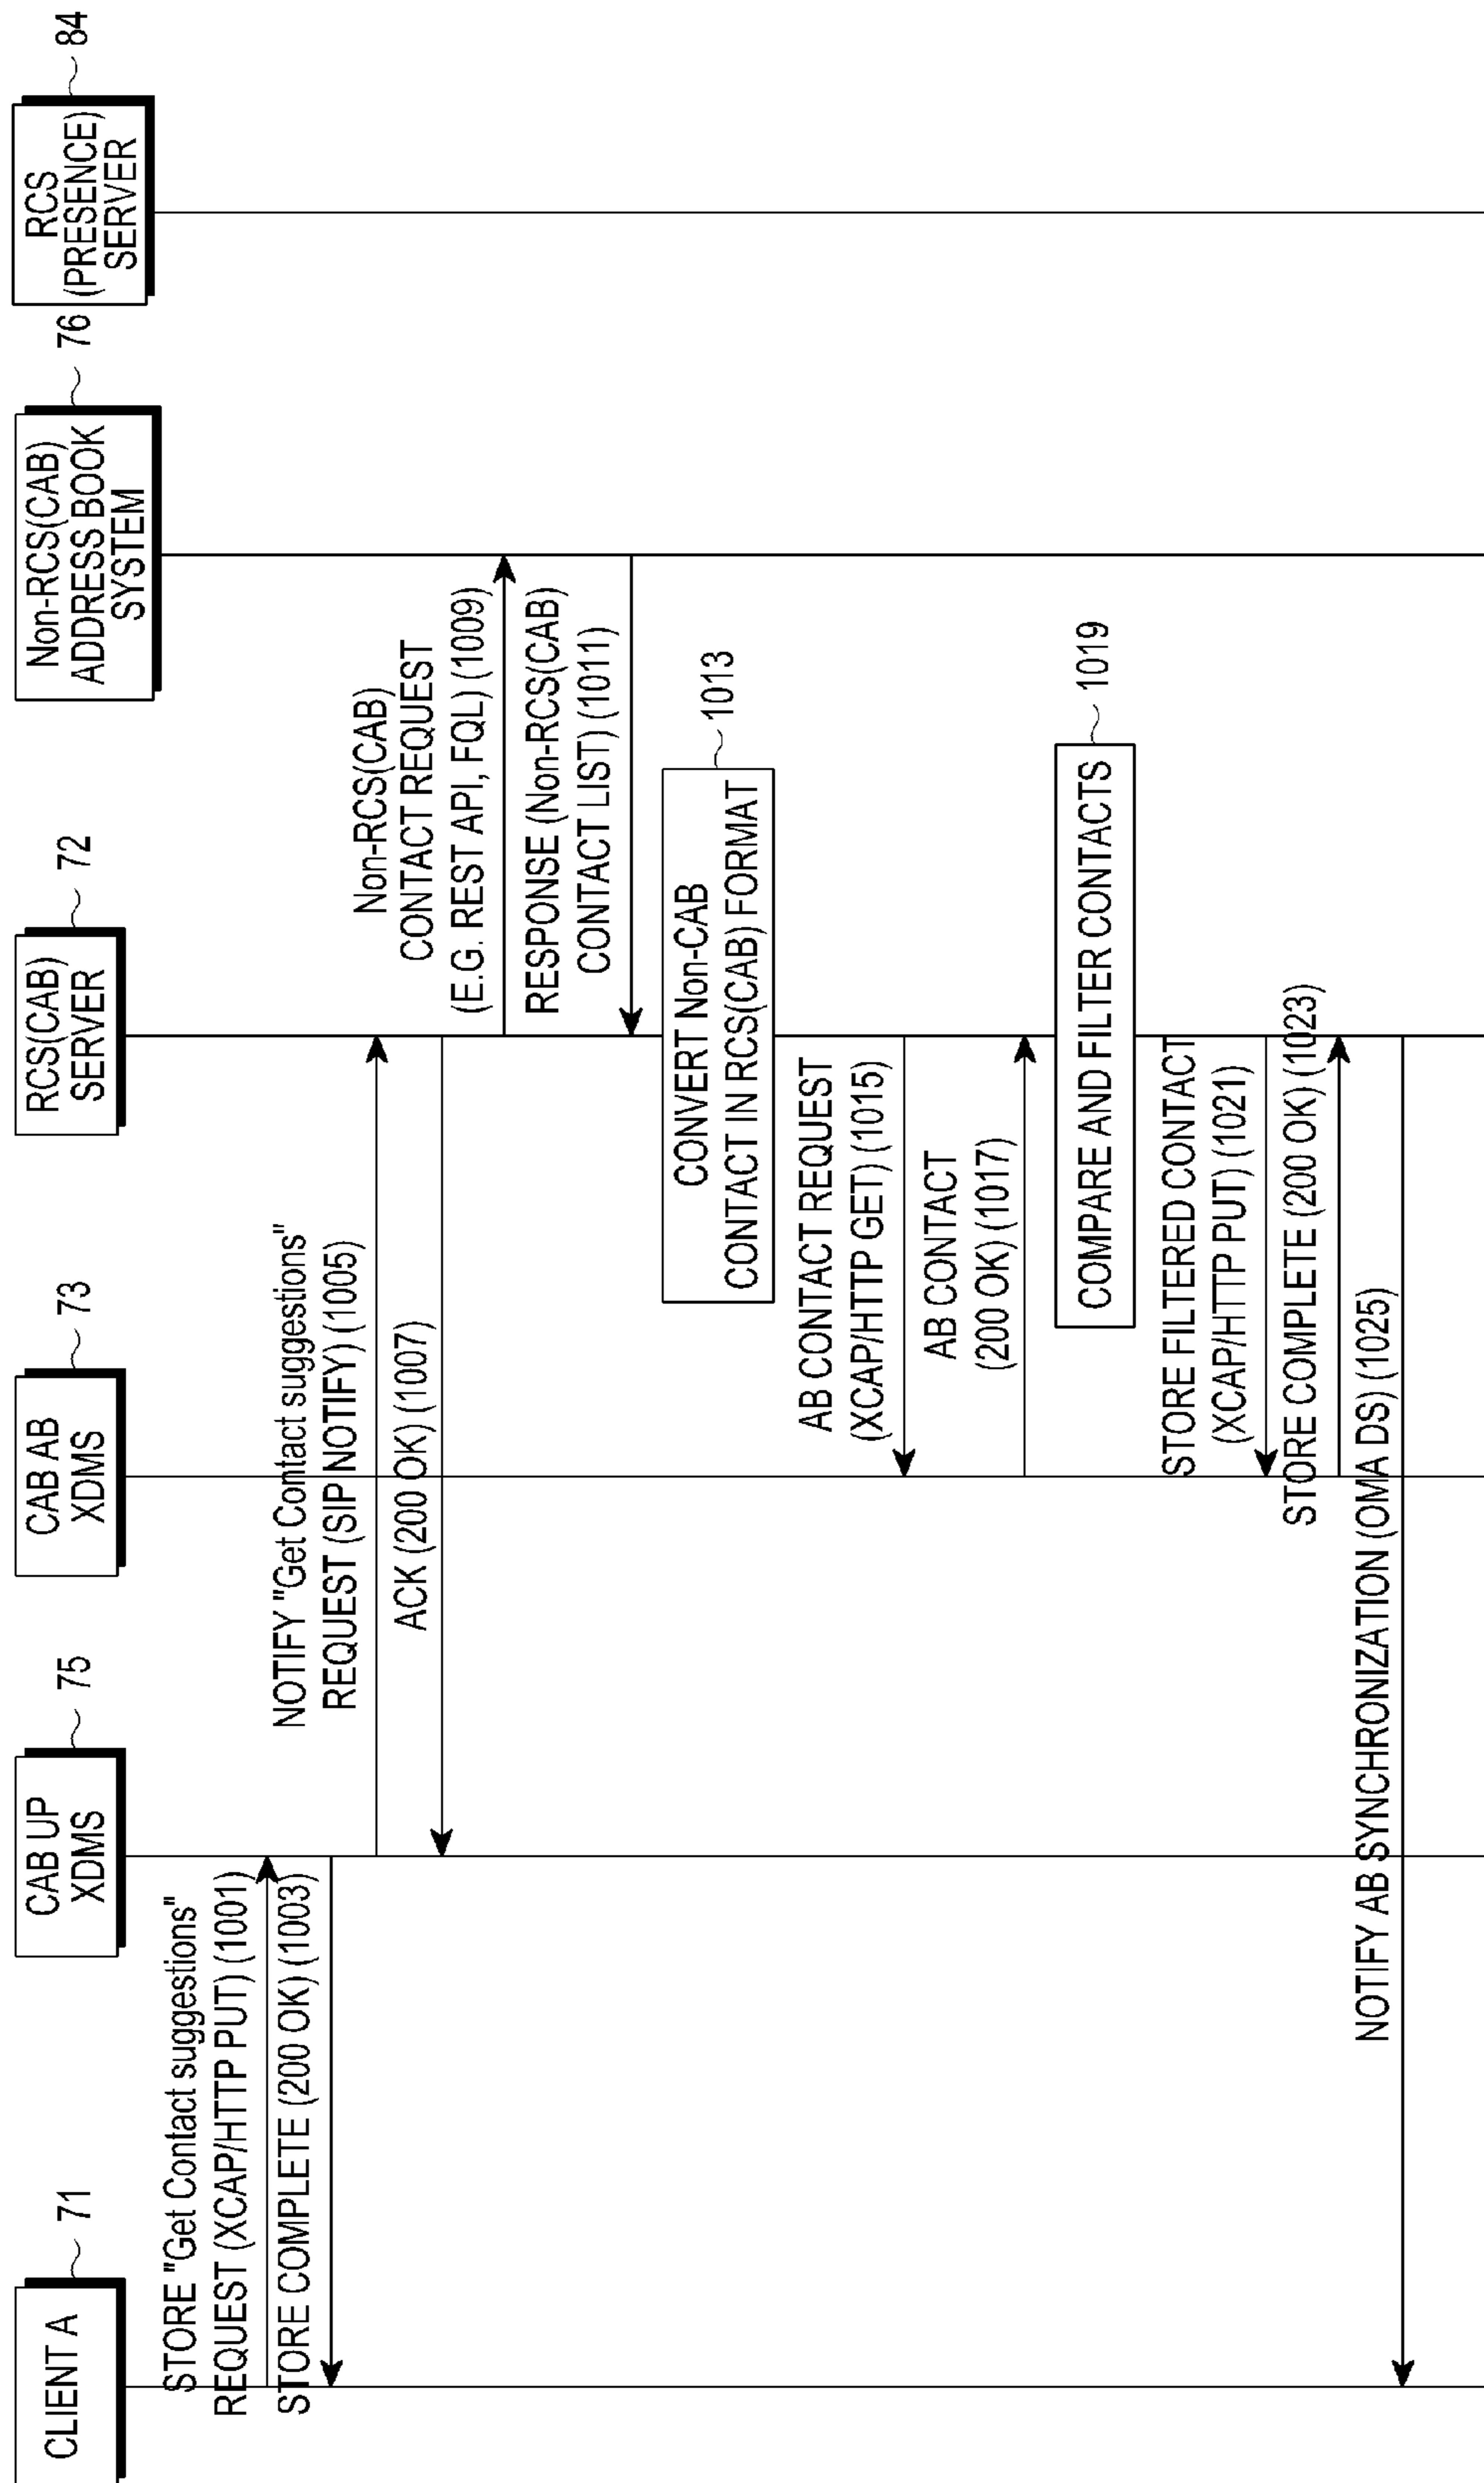 CLIENT A
71
CAB UP
XDMS
75
CAB AB
XDMS
73
RCS(CAB)
SERVER
72
Non-RCS(CAB)
ADDRESS BOOK
SYSTEM
76
RCS
(PRESENCE)
SERVER
84
STORE "Get Contact suggestions"
REQUEST (XCAP/HTTP PUT) (1001)
STORE COMPLETE (200 OK) (1003)
NOTIFY "Get Contact suggestions"
REQUEST (SIP NOTIFY) (1005)
ACK (200 OK) (1007)
Non-RCS(CAB)
CONTACT REQUEST
(E.G. REST API, FQL) (1009)
RESPONSE (Non-RCS(CAB)
CONTACT LIST) (1011)
CONVERT Non-CAB
CONTACT IN RCS(CAB) FORMAT
1013
AB CONTACT REQUEST
(XCAP/HTTP GET) (1015)
AB CONTACT
(200 OK) (1017)
COMPARE AND FILTER CONTACTS
1019
STORE FILTERED CONTACT
(XCAP/HTTP PUT) (1021)
STORE COMPLETE (200 OK) (1023)
NOTIFY AB SYNCHRONIZATION (OMA DS) (1025)